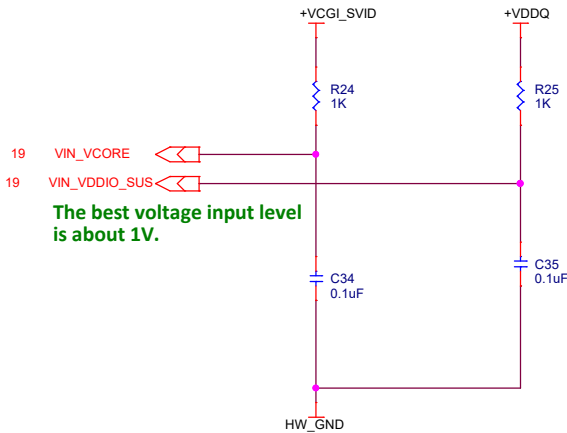 +VCGI_SVID
+VDDQ
R24
1K
R25
1K
19 VIN_VCORE
19 VIN_VDDIO_SUS
The best voltage input level
is about 1V.
C34
0.1uF
C35
0.1uF
HW_GND